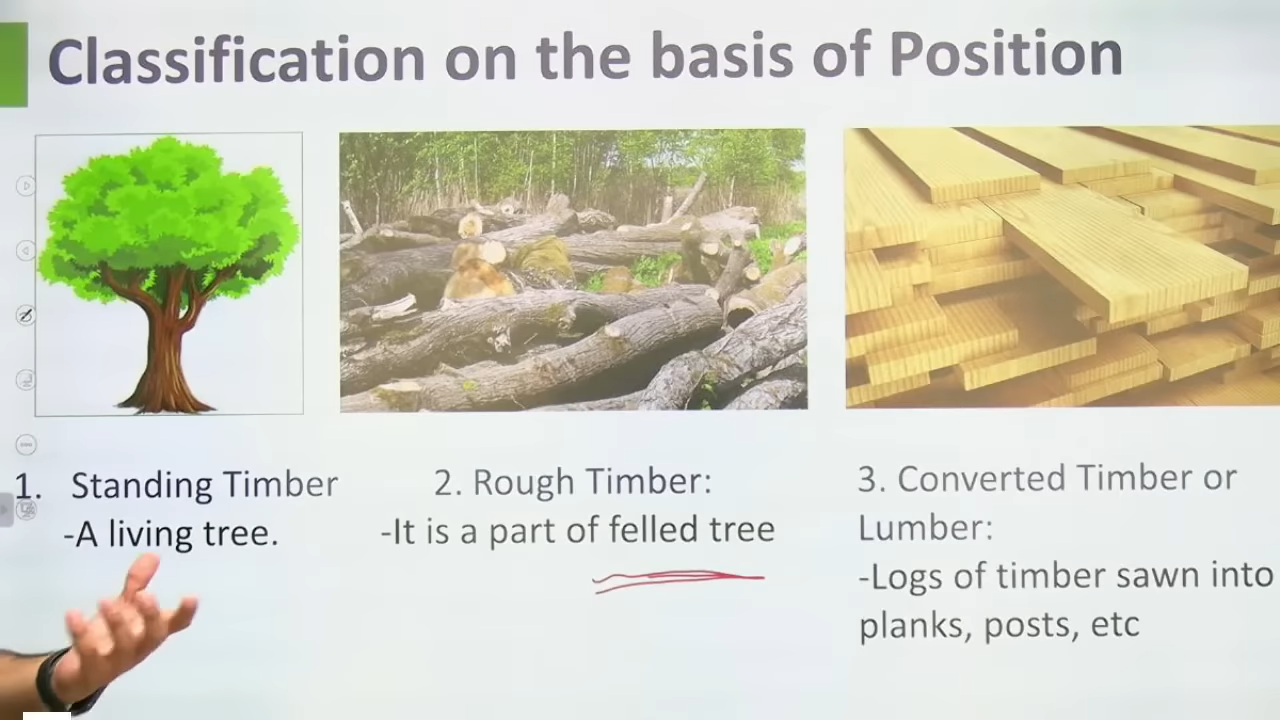 Classification on the basis of Position
1. Standing Timber
-A living tree.
2. Rough Timber:
-It is a part of felled tree
3. Converted Timber or
Lumber:
-Logs of timber sawn into
planks, posts, etc